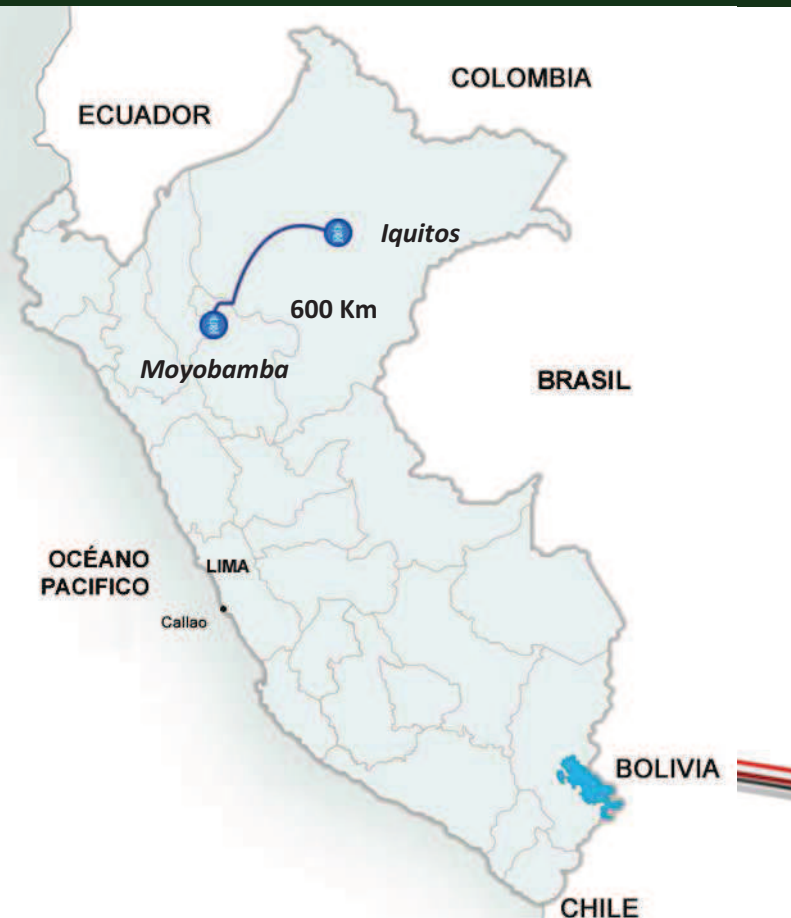 COLOMBIA
ECUADOR
Iquitos
600 Km
Moyobamba
BRASIL
OCÉANO
PACIFICO
LIMA
Callao
BOLIVIA
CHILE